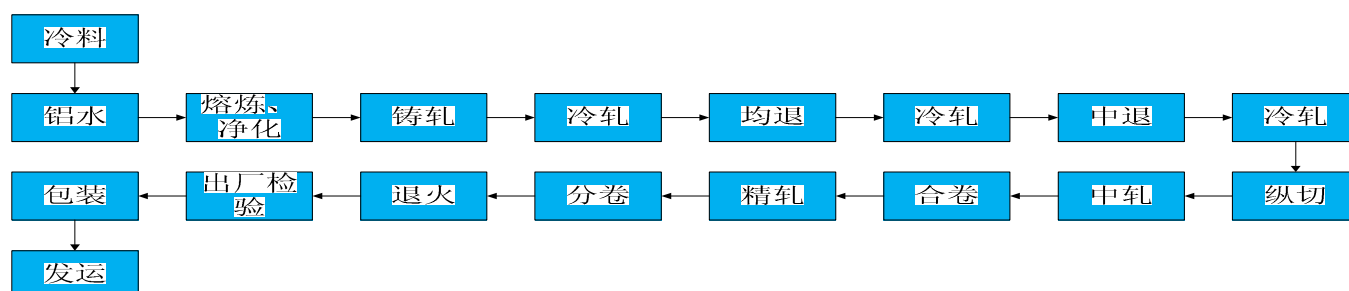 冷料
铝水
熔炼、
净化
铸轧
冷轧
均退
冷轧
中退
冷轧
纵切
中轧
合卷
精轧
分卷
退火
出厂检
验
包装
发运